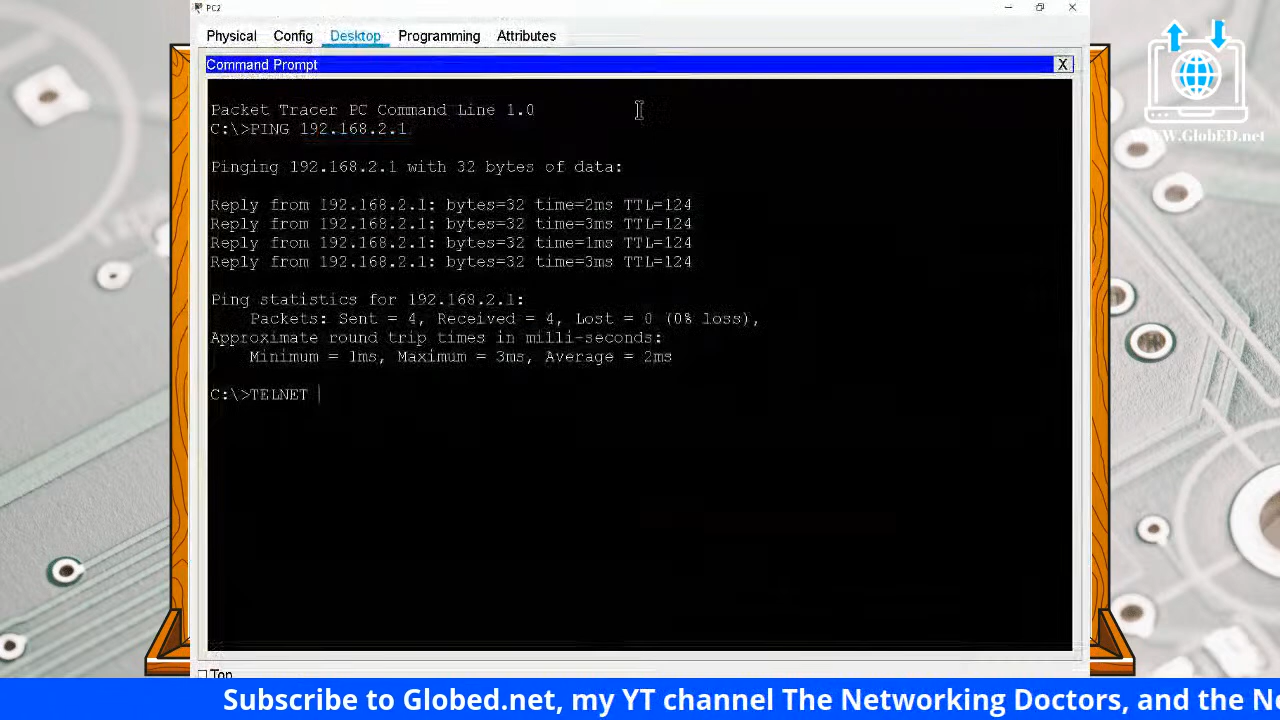 PC2
Physical Config Desktop Programming Attributes
Command Prompt
X
Packet Tracer PC Command Line 1.0
C:\>PING 192.168.2.1
Pinging 192.168.2.1 with 32 bytes of data:
Reply from 192.168.2.1: bytes=32 time=2ms TTL=124
Reply from 192.168.2.1: bytes=32 time=3ms TTL=124
Reply from 192.168.2.1: bytes=32 time=1ms TTL=124
Reply from 192.168.2.1: bytes=32 time=3ms TTL=124
Ping statistics for 192.168.2.1:
Packets: Sent = 4, Received = 4, Lost = 0 (0% loss),
Approximate round trip times in milli-seconds:
Minimum = 1ms, Maximum = 3ms, Average = 2ms
C:\>TELNET
Top
WWW.GlobED.net
Subscribe to Globed.net, my YT channel The Networking Doctors, and the